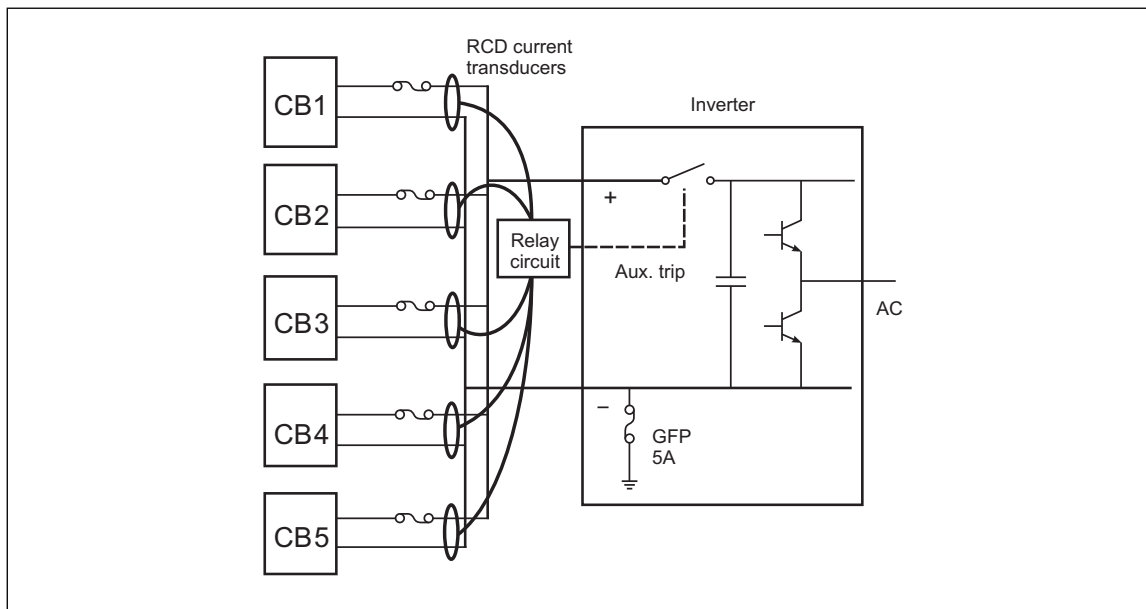 RCD current
transducers
CB1
CB2
CB3
CB4
CB5
Relay
circuit
Inverter
+
Aux. trip
AC
−
GFP
5A